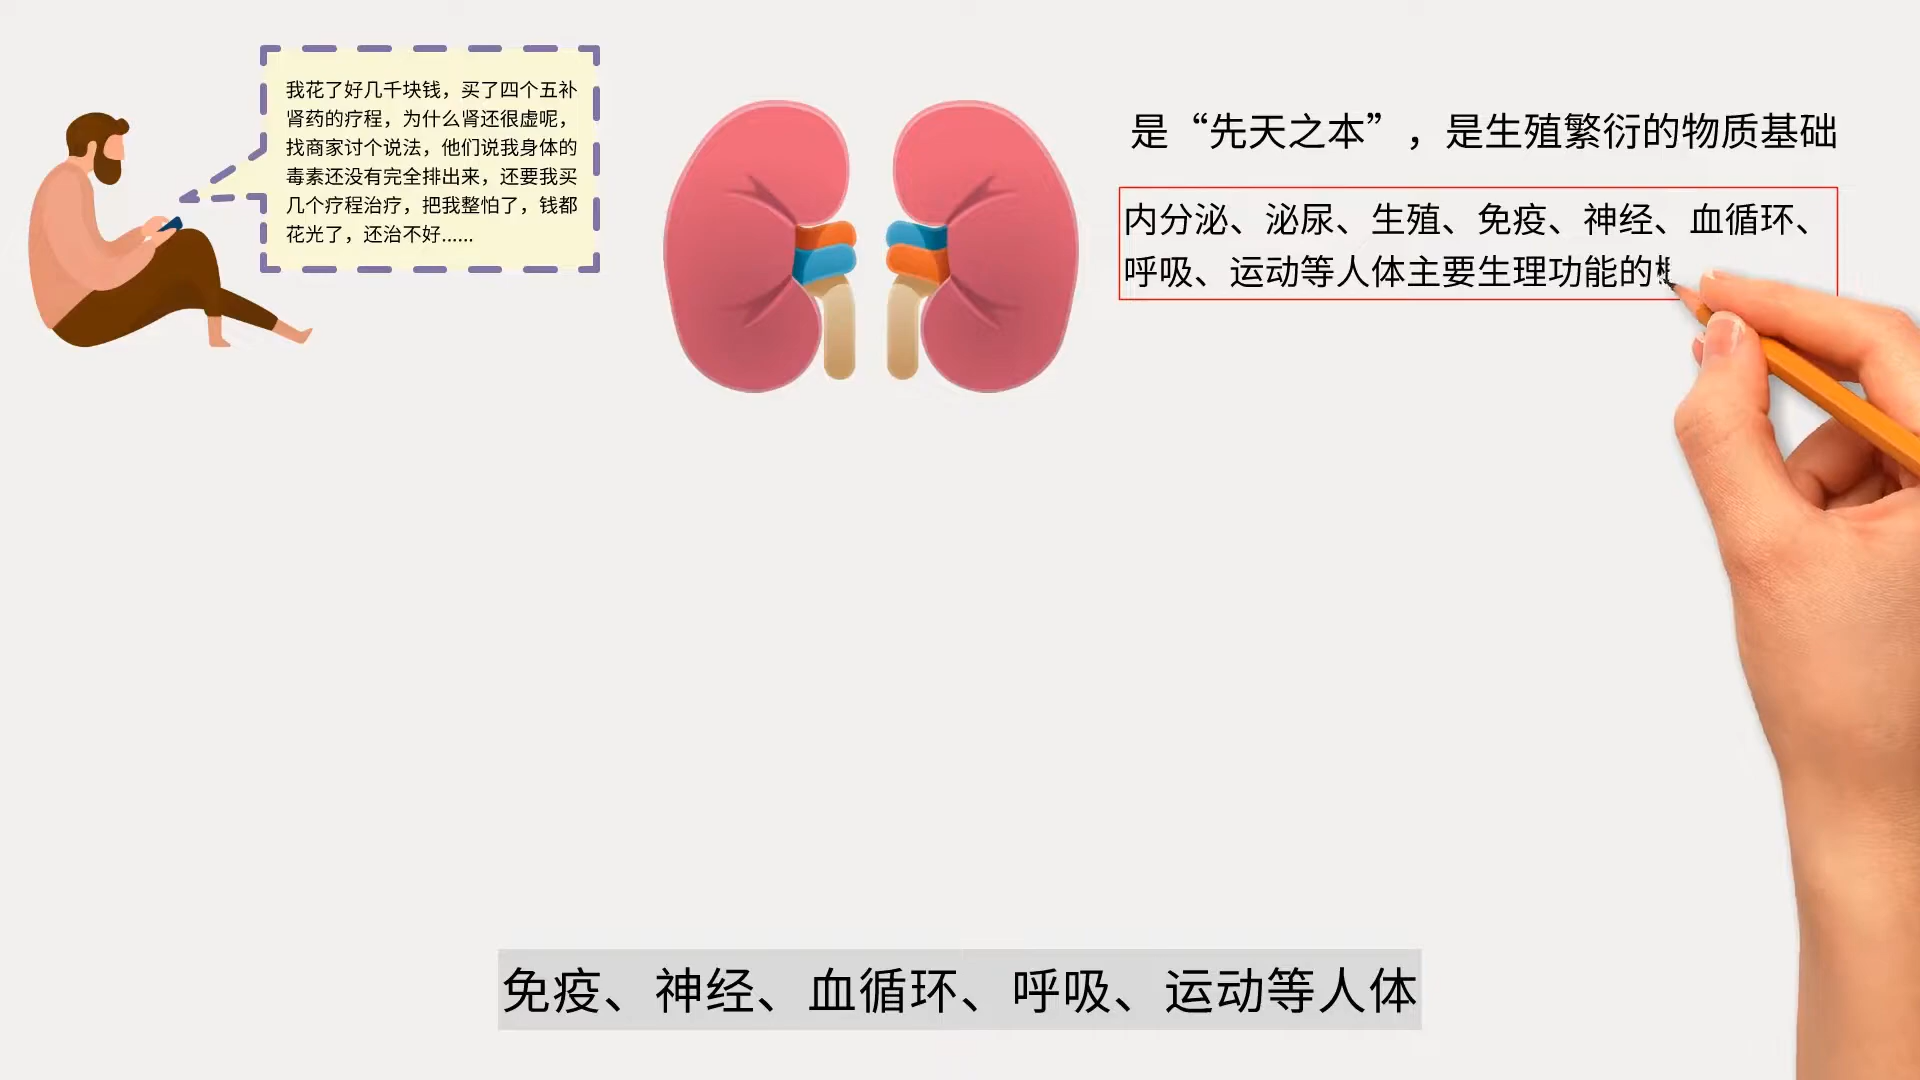 我花了好几千块钱，买了四个五补
肾药的疗程，为什么肾还很虚呢，
找商家讨个说法，他们说我身体的
毒素还没有完全排出来，还要我买
几个疗程治疗，把我整怕了，钱都
花光了，还治不好......
是“先天之本”，是生殖繁衍的物质基础
内分泌、泌尿、生殖、免疫、神经、血循环、
呼吸、运动等人体主要生理功能的
免疫、神经、血循环、呼吸、运动等人体